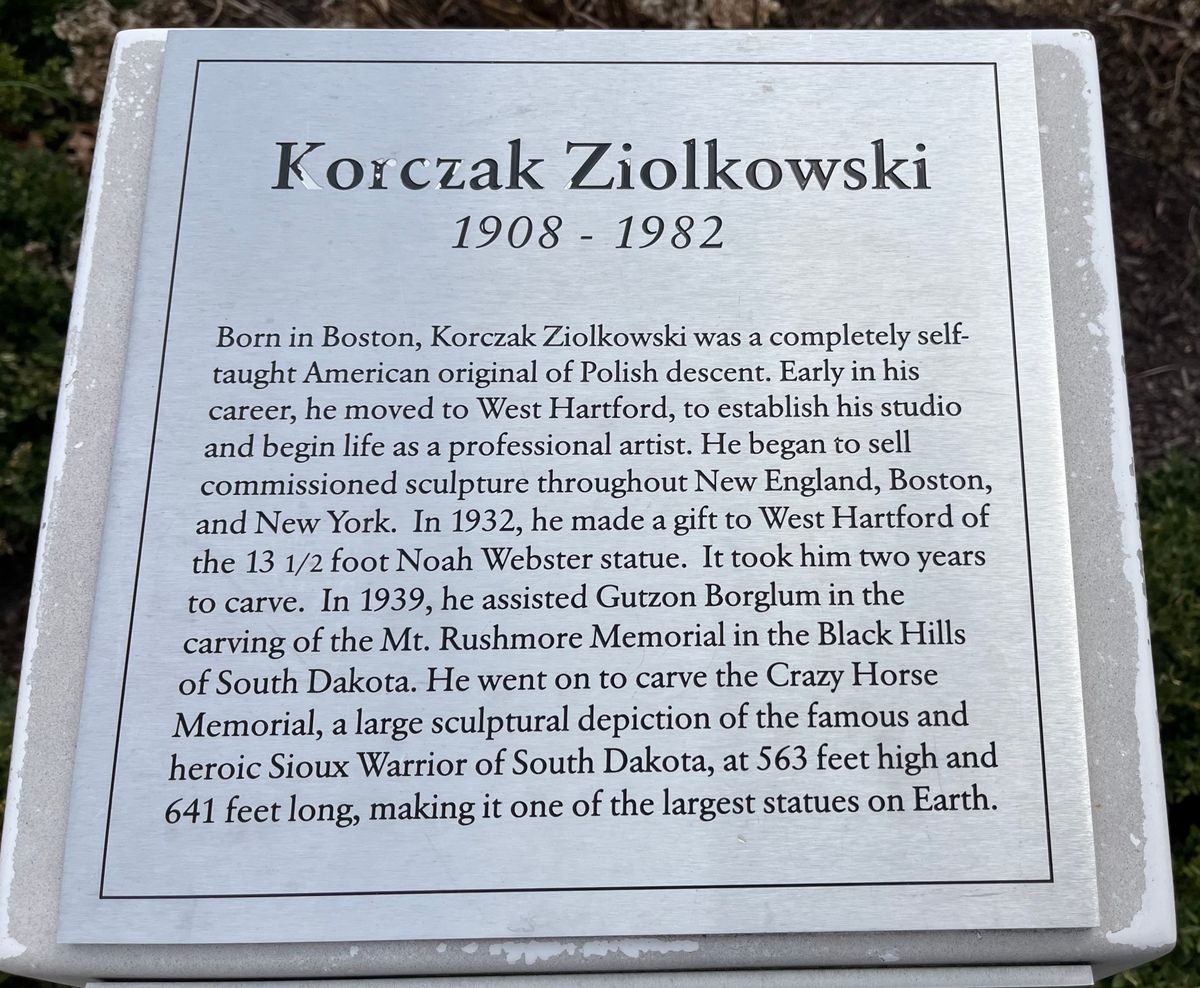 Korczak Ziolkowski
1908 - 1982
Born in Boston, Korczak Ziolkowski was a completely self-
taught American original of Polish descent. Early in his
career, he moved to West Hartford, to establish his studio
and begin life as a professional artist. He began to sell
commissioned sculpture throughout New England, Boston,
and New York. In 1932, he made a gift to West Hartford of
the 13 1/2 foot Noah Webster statue. It took him two years
to carve. In 1939, he assisted Gutzon Borglum in the
carving of the Mt. Rushmore Memorial in the Black Hills
of South Dakota. He went on to carve the Crazy Horse
Memorial, a large sculptural depiction of the famous and
heroic Sioux Warrior of South Dakota, at 563 feet high and
641 feet long, making it one of the largest statues on Earth.